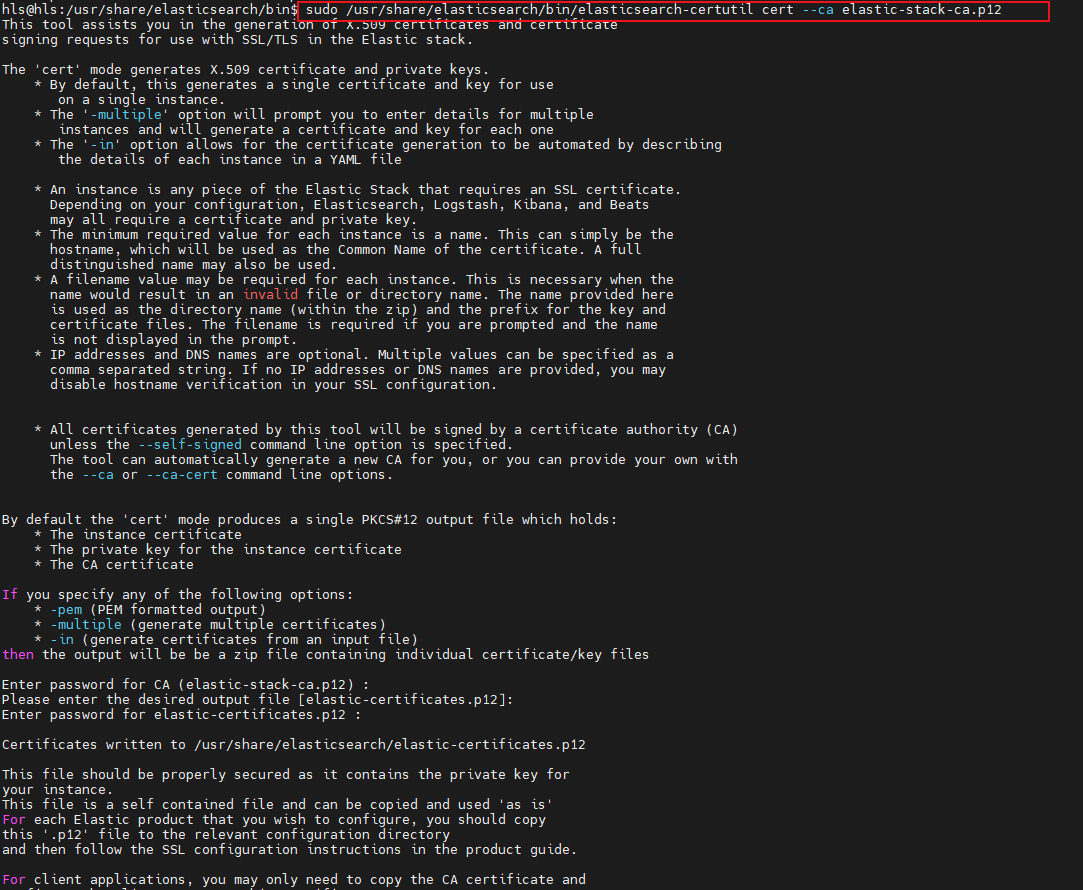 hls@hls:/usr/share/elasticsearch/bin$ sudo /usr/share/elasticsearch/bin/elasticsearch-certutil cert --ca elastic-stack-ca.p12
This tool assists you in the generation of X.509 certificates and certificate
signing requests for use with SSL/TLS in the Elastic stack.

The 'cert' mode generates X.509 certificate and private keys.
    * By default, this generates a single certificate and key for use
       on a single instance.
    * The '-multiple' option will prompt you to enter details for multiple
       instances and will generate a certificate and key for each one
    * The '-in' option allows for the certificate generation to be automated by describing
       the details of each instance in a YAML file

    * An instance is any piece of the Elastic Stack that requires an SSL certificate.
      Depending on your configuration, Elasticsearch, Logstash, Kibana, and Beats
      may all require a certificate and private key.
    * The minimum required value for each instance is a name. This can simply be the
      hostname, which will be used as the Common Name of the certificate. A full
      distinguished name may also be used.
    * A filename value may be required for each instance. This is necessary when the
      name would result in an invalid file or directory name. The name provided here
      is used as the directory name (within the zip) and the prefix for the key and
      certificate files. The filename is required if you are prompted and the name
      is not displayed in the prompt.
    * IP addresses and DNS names are optional. Multiple values can be specified as a
      comma separated string. If no IP addresses or DNS names are provided, you may
      disable hostname verification in your SSL configuration.

    * All certificates generated by this tool will be signed by a certificate authority (CA)
      unless the --self-signed command line option is specified.
      The tool can automatically generate a new CA for you, or you can provide your own with
      the --ca or --ca-cert command line options.

By default the 'cert' mode produces a single PKCS#12 output file which holds:
    * The instance certificate
    * The private key for the instance certificate
    * The CA certificate

If you specify any of the following options:
    * -pem (PEM formatted output)
    * -multiple (generate multiple certificates)
    * -in (generate certificates from an input file)
then the output will be be a zip file containing individual certificate/key files

Enter password for CA (elastic-stack-ca.p12) :
Please enter the desired output file [elastic-certificates.p12]:
Enter password for elastic-certificates.p12 :

Certificates written to /usr/share/elasticsearch/elastic-certificates.p12

This file should be properly secured as it contains the private key for
your instance.
This file is a self contained file and can be copied and used 'as is'
For each Elastic product that you wish to configure, you should copy
this '.p12' file to the relevant configuration directory
and then follow the SSL configuration instructions in the product guide.

For client applications, you may only need to copy the CA certificate and